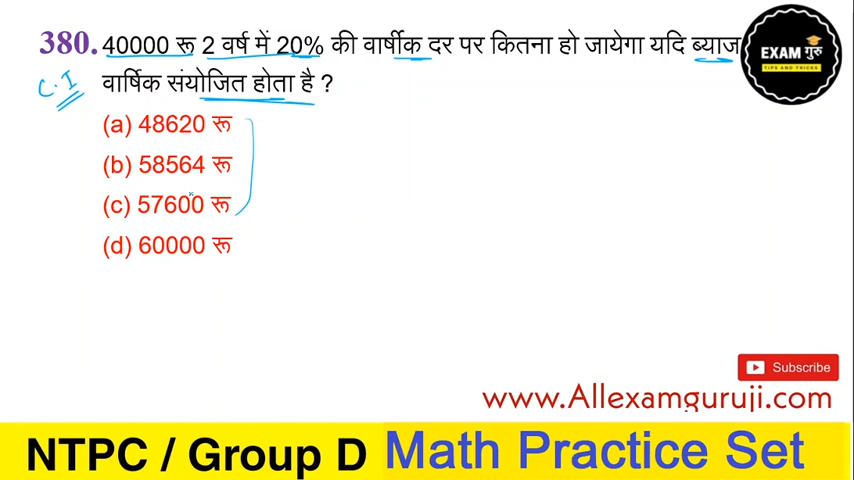 380. 40000 रू 2 वर्ष में 20% की वार्षीक दर पर कितना हो जायेगा यदि ब्याज
C.I
वार्षिक संयोजित होता है ?
(a) 48620 रू
(b) 58564 रू
(c) 57600 रू
(d) 60000 रू
EXAM गुरु
TIPS AND TRICKS
Subscribe
www.Allexamguruji.com
NTPC / Group D Math Practice Set